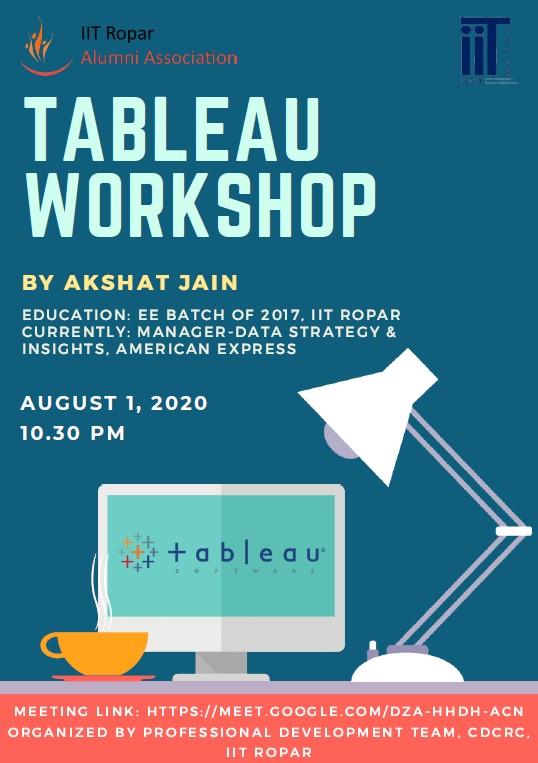 IIT Ropar
Alumni Association
TABLEAU
WORKSHOP
BY AKSHAT JAIN
EDUCATION: EE BATCH OF 2017, IIT ROPAR
CURRENTLY: MANAGER-DATA STRATEGY &
INSIGHTS, AMERICAN EXPRESS
AUGUST 1, 2020
10.30 PM
+ableau®
SOFTWARE
MEETING LINK: HTTPS://MEET.GOOGLE.COM/DZA-HHDH-ACN
ORGANIZED BY PROFESSIONAL DEVELOPMENT TEAM, CDCRC,
IIT ROPAR